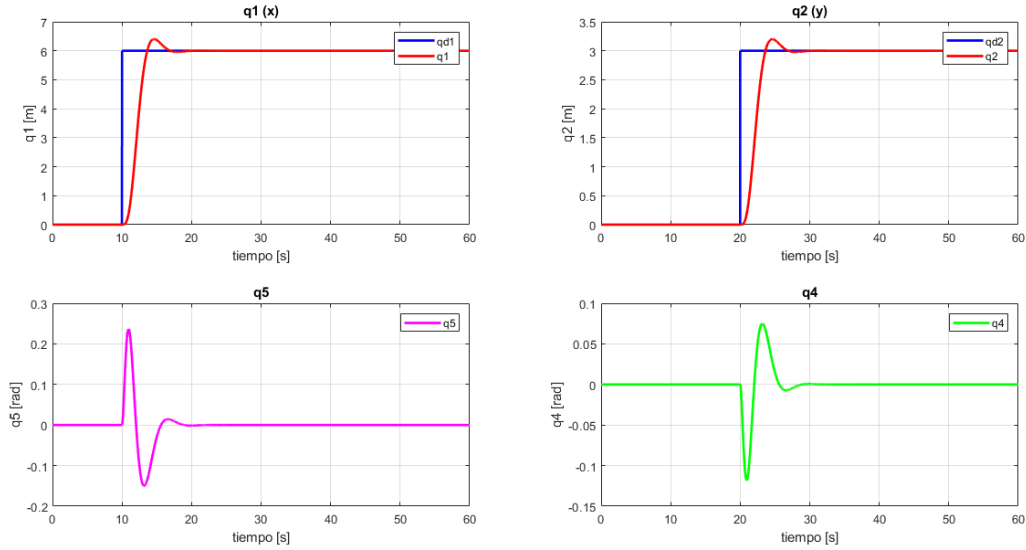 q1 (x)
7
6
5
4
3
2
1
0
q1 [m]
qd1
q1
0 10 20 30 40 50 60
tiempo [s]
q2 (y)
3.5
3
2.5
2
1.5
1
0.5
0
q2 [m]
qd2
q2
0 10 20 30 40 50 60
tiempo [s]
q5
0.3
0.2
0.1
0
-0.1
-0.2
q5 [rad]
q5
0 10 20 30 40 50 60
tiempo [s]
q4
0.1
0.05
0
-0.05
-0.1
-0.15
q4 [rad]
q4
0 10 20 30 40 50 60
tiempo [s]